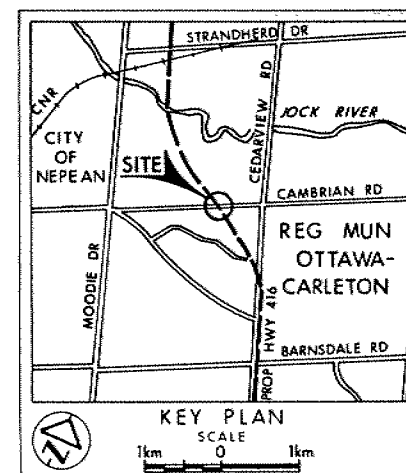 STRANDHERD DR
CNR
CEDARVIEW RD
JOCK RIVER
CITY
OF
NEPEAN
SITE
CAMBRIAN RD
REG MUN
OTTAWA-
CARLETON
MOODIE DR
PROP HWY 416
BARNSDALE RD
KEY PLAN
SCALE
1km 0 1km
N